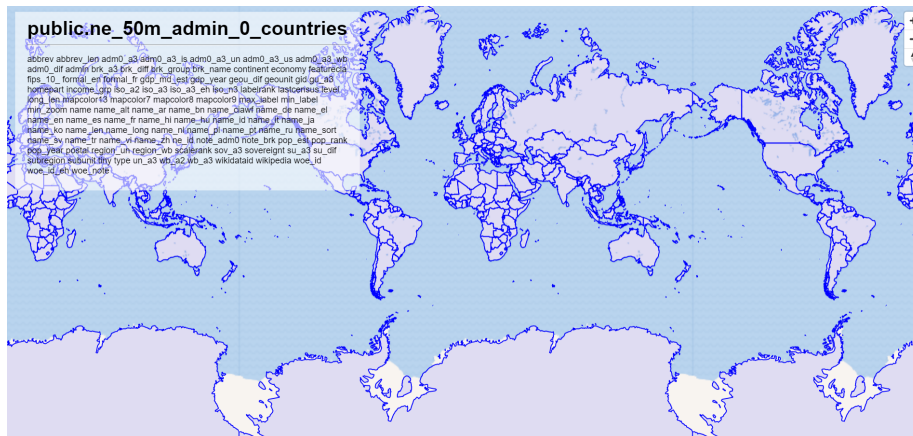 public.ne_50m_admin_0_countries
abbrev abbrev_len adm0_a3 adm0_a3_is adm0_a3_un adm0_a3_us adm0_a3_wb
adm0_dif admin brk_a3 brk_diff brk_group brk_name continent economy featurecla
fips_10_ formal_en formal_fr gdp_md_est gdp_year geou_dif geounit gid gu_a3
homepart income_grp iso_a2 iso_a3 iso_a3_eh iso_n3 labelrank lastcensus level
long_len mapcolor13 mapcolor7 mapcolor8 mapcolor9 max_label min_label
min_zoom name name_alt name_ar name_bn name_ciawf name_de name_el
name_en name_es name_fr name_hi name_hu name_id name_it name_ja
name_ko name_len name_long name_nl name_pl name_pt name_ru name_sort
name_sv name_tr name_vi name_zh ne_id note_adm0 note_brk pop_est pop_rank
pop_year postal region_un region_wb scalerank sov_a3 sovereignt su_a3 su_dif
subregion subunit tiny type un_a3 wb_a2 wb_a3 wikidataid wikipedia woe_id
woe_id_eh woe_note